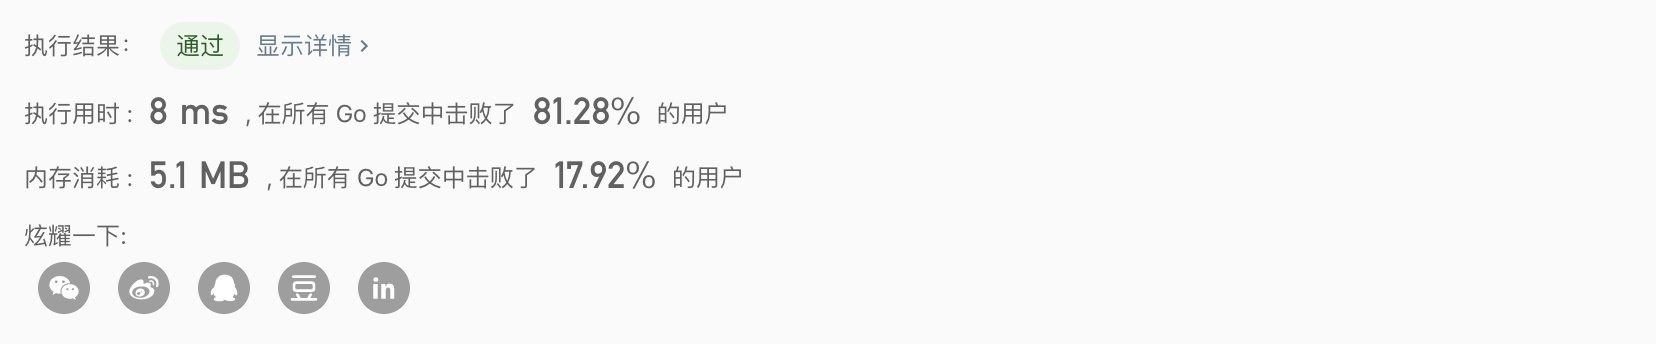 执行结果： 通过 显示详情 ›
执行用时 : 8 ms , 在所有 Go 提交中击败了 81.28% 的用户
内存消耗 : 5.1 MB , 在所有 Go 提交中击败了 17.92% 的用户
炫耀一下:
豆 in